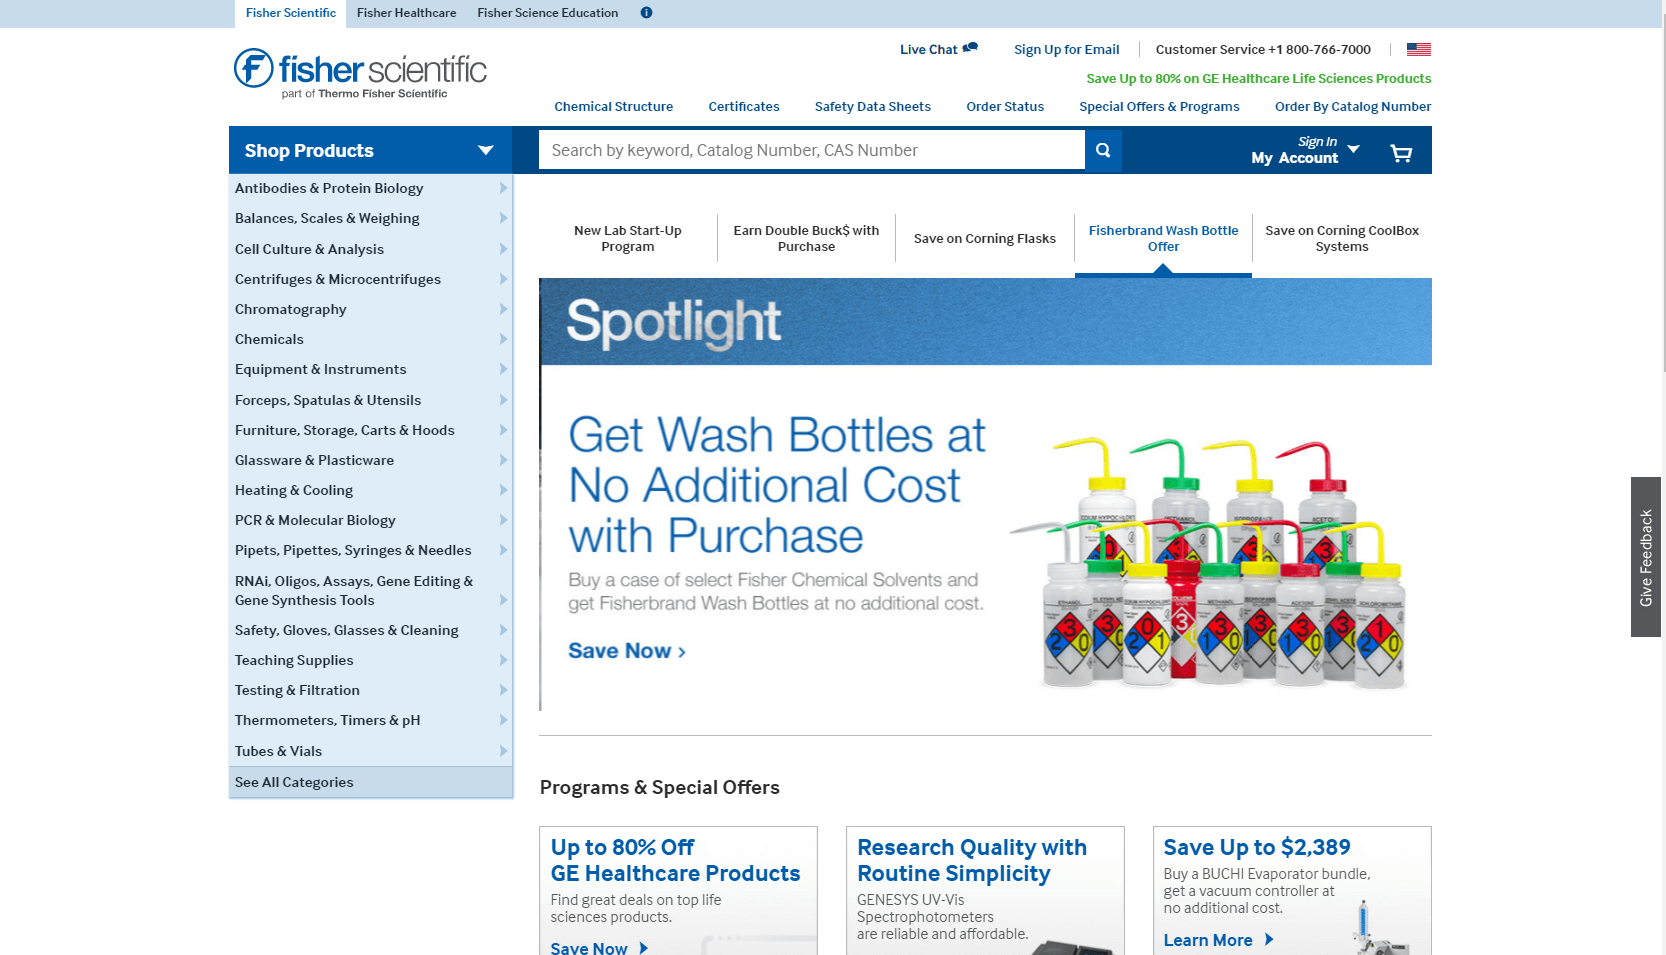 Fisher Scientific
Fisher Healthcare
Fisher Science Education
i
fisher scientific
part of Thermo Fisher Scientific
Live Chat
Sign Up for Email
Customer Service +1 800-766-7000
Save Up to 80% on GE Healthcare Life Sciences Products
Chemical Structure
Certificates
Safety Data Sheets
Order Status
Special Offers & Programs
Order By Catalog Number
Shop Products
Search by keyword, Catalog Number, CAS Number
Sign In
My Account
Antibodies & Protein Biology
Balances, Scales & Weighing
Cell Culture & Analysis
Centrifuges & Microcentrifuges
Chromatography
Chemicals
Equipment & Instruments
Forceps, Spatulas & Utensils
Furniture, Storage, Carts & Hoods
Glassware & Plasticware
Heating & Cooling
PCR & Molecular Biology
Pipets, Pipettes, Syringes & Needles
RNAi, Oligos, Assays, Gene Editing &
Gene Synthesis Tools
Safety, Gloves, Glasses & Cleaning
Teaching Supplies
Testing & Filtration
Thermometers, Timers & pH
Tubes & Vials
See All Categories
New Lab Start-Up
Program
Earn Double Buck$ with
Purchase
Save on Corning Flasks
Fisherbrand Wash Bottle
Offer
Save on Corning CoolBox
Systems
Spotlight
Get Wash Bottles at
No Additional Cost
with Purchase
Buy a case of select Fisher Chemical Solvents and
get Fisherbrand Wash Bottles at no additional cost.
Save Now ›
Give Feedback
Programs & Special Offers
Up to 80% Off
GE Healthcare Products
Find great deals on top life
sciences products.
Save Now
Research Quality with
Routine Simplicity
GENESYS UV-Vis
Spectrophotometers
are reliable and affordable.
Save Up to $2,389
Buy a BUCHI Evaporator bundle,
get a vacuum controller at
no additional cost.
Learn More